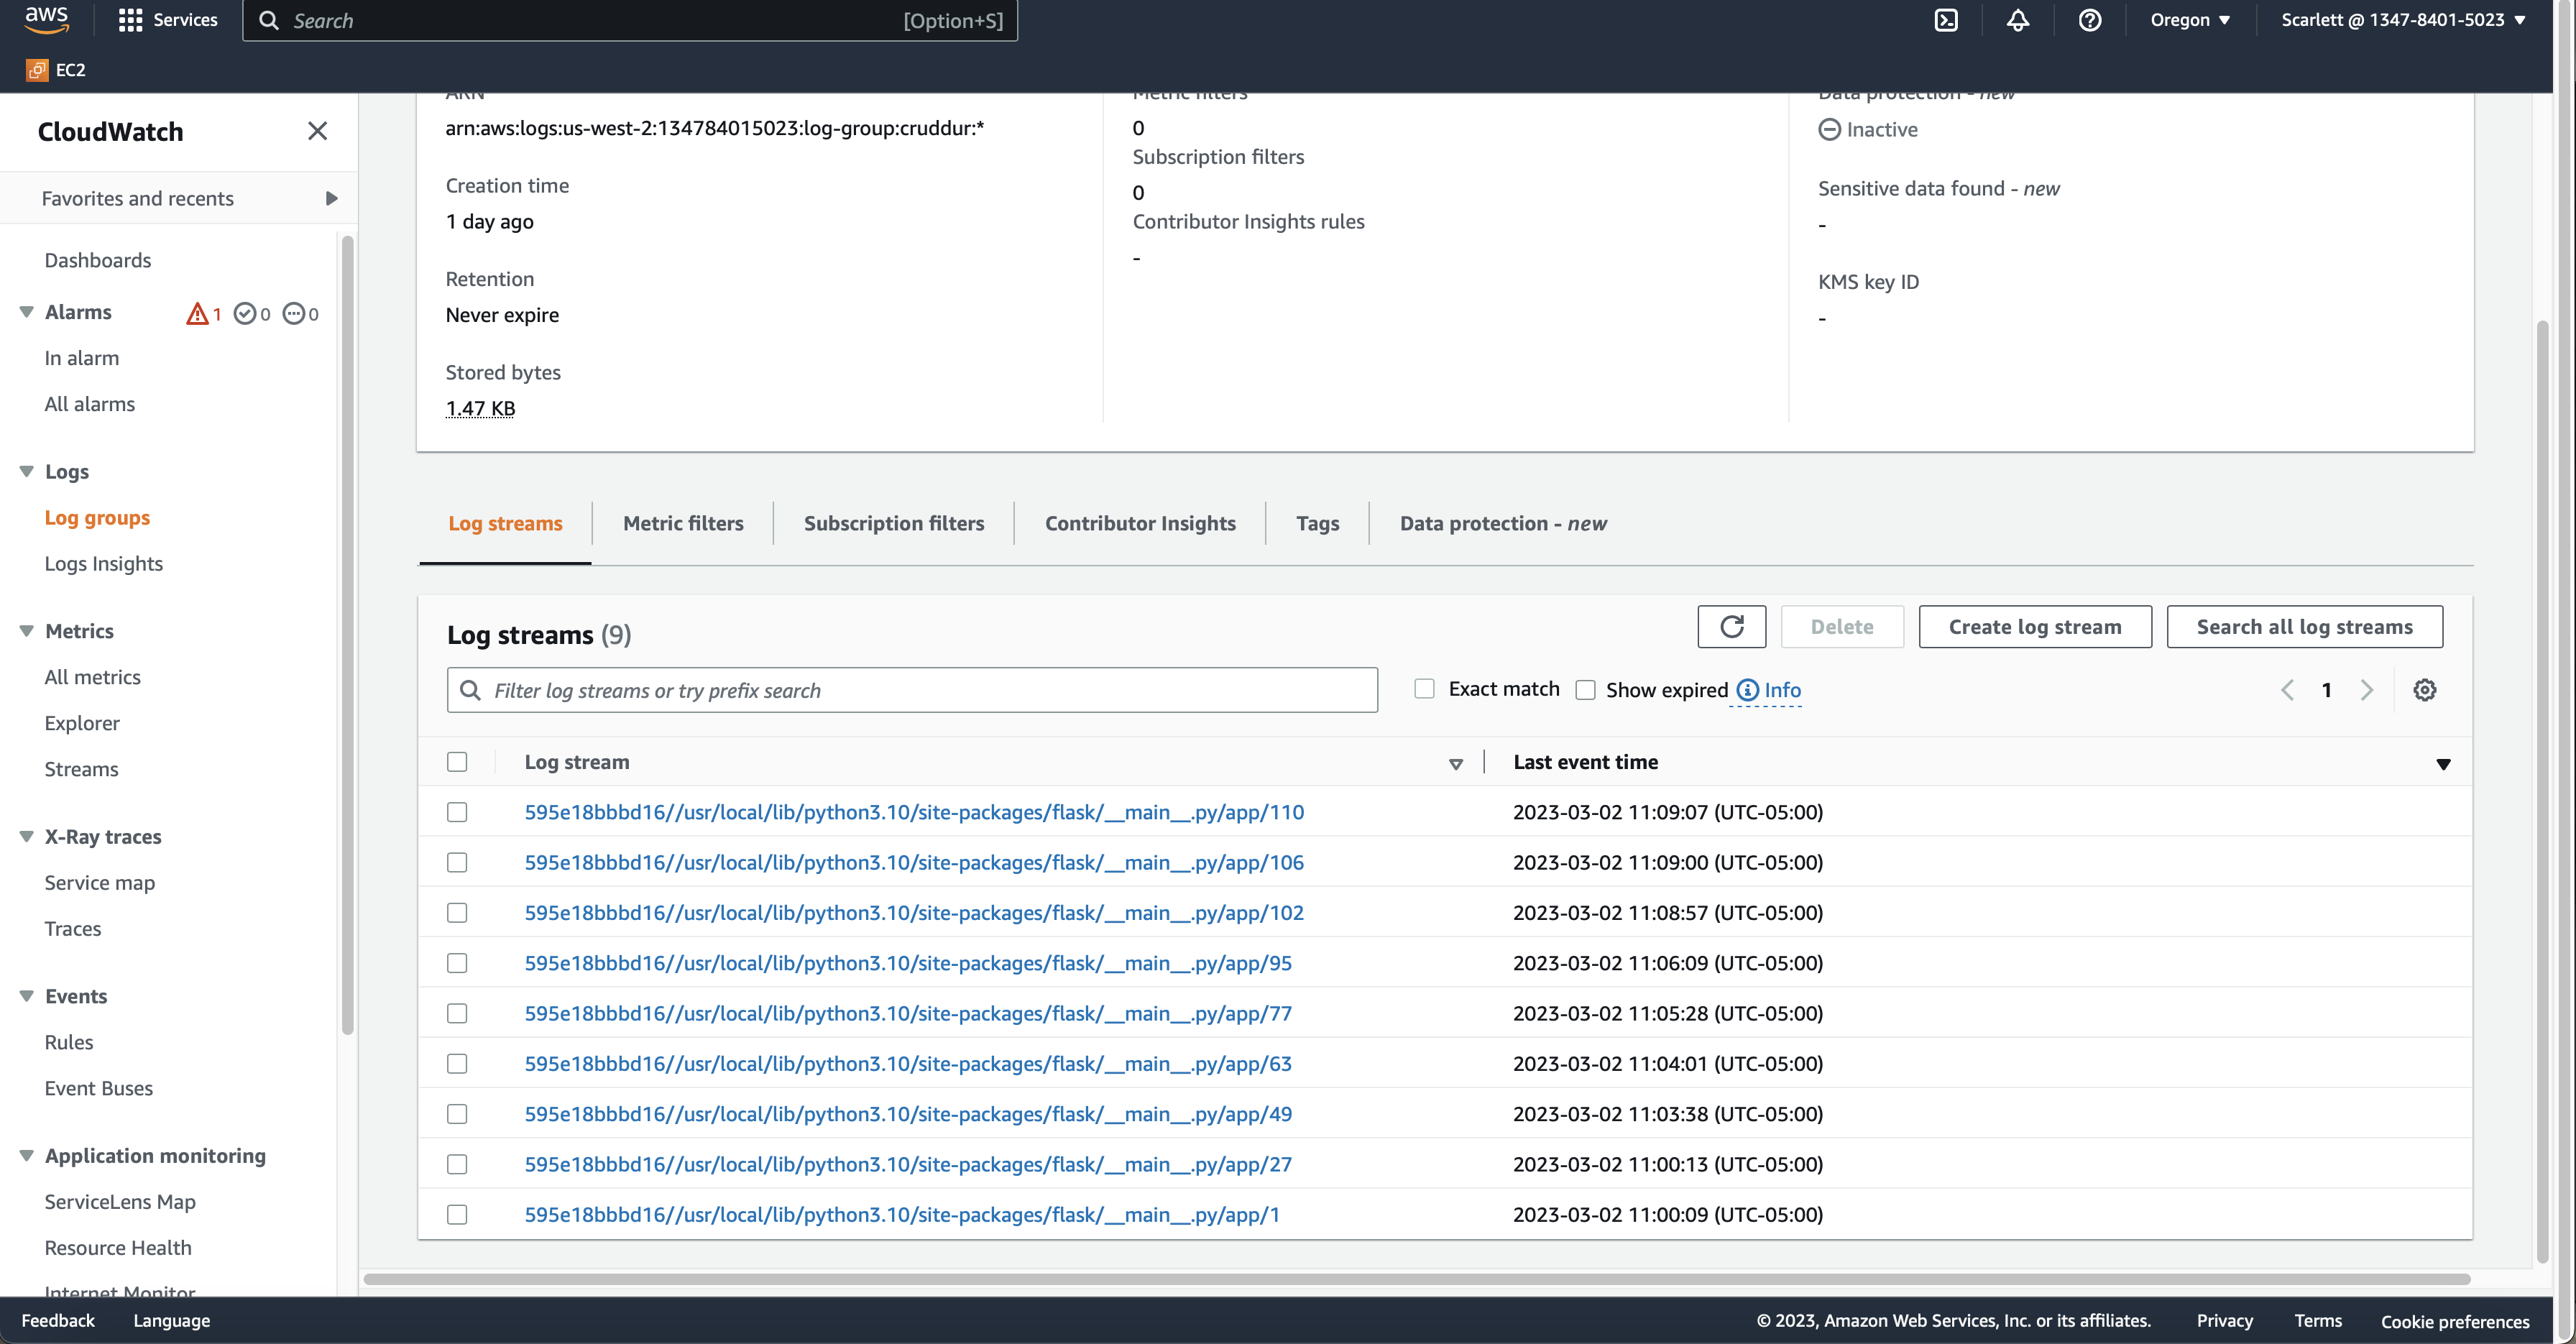 aws
Services
Search
[Option+S]
Oregon
Scarlett @ 1347-8401-5023
EC2
CloudWatch
Favorites and recents
Dashboards
Alarms
1
0
0
In alarm
All alarms
Logs
Log groups
Logs Insights
Metrics
All metrics
Explorer
Streams
X-Ray traces
Service map
Traces
Events
Rules
Event Buses
Application monitoring
ServiceLens Map
Resource Health
Internet Monitor
ARN
arn:aws:logs:us-west-2:134784015023:log-group:cruddur:*
Creation time
1 day ago
Retention
Never expire
Stored bytes
1.47 KB
Metric filters
0
Subscription filters
0
Contributor Insights rules
-
Data protection - new
Inactive
Sensitive data found - new
-
KMS key ID
-
Log streams
Metric filters
Subscription filters
Contributor Insights
Tags
Data protection - new
Log streams (9)
Delete
Create log stream
Search all log streams
Filter log streams or try prefix search
Exact match
Show expired
Info
1
Log stream
Last event time
595e18bbbd16//usr/local/lib/python3.10/site-packages/flask/__main__.py/app/110
2023-03-02 11:09:07 (UTC-05:00)
595e18bbbd16//usr/local/lib/python3.10/site-packages/flask/__main__.py/app/106
2023-03-02 11:09:00 (UTC-05:00)
595e18bbbd16//usr/local/lib/python3.10/site-packages/flask/__main__.py/app/102
2023-03-02 11:08:57 (UTC-05:00)
595e18bbbd16//usr/local/lib/python3.10/site-packages/flask/__main__.py/app/95
2023-03-02 11:06:09 (UTC-05:00)
595e18bbbd16//usr/local/lib/python3.10/site-packages/flask/__main__.py/app/77
2023-03-02 11:05:28 (UTC-05:00)
595e18bbbd16//usr/local/lib/python3.10/site-packages/flask/__main__.py/app/63
2023-03-02 11:04:01 (UTC-05:00)
595e18bbbd16//usr/local/lib/python3.10/site-packages/flask/__main__.py/app/49
2023-03-02 11:03:38 (UTC-05:00)
595e18bbbd16//usr/local/lib/python3.10/site-packages/flask/__main__.py/app/27
2023-03-02 11:00:13 (UTC-05:00)
595e18bbbd16//usr/local/lib/python3.10/site-packages/flask/__main__.py/app/1
2023-03-02 11:00:09 (UTC-05:00)
Feedback
Language
© 2023, Amazon Web Services, Inc. or its affiliates.
Privacy
Terms
Cookie preferences